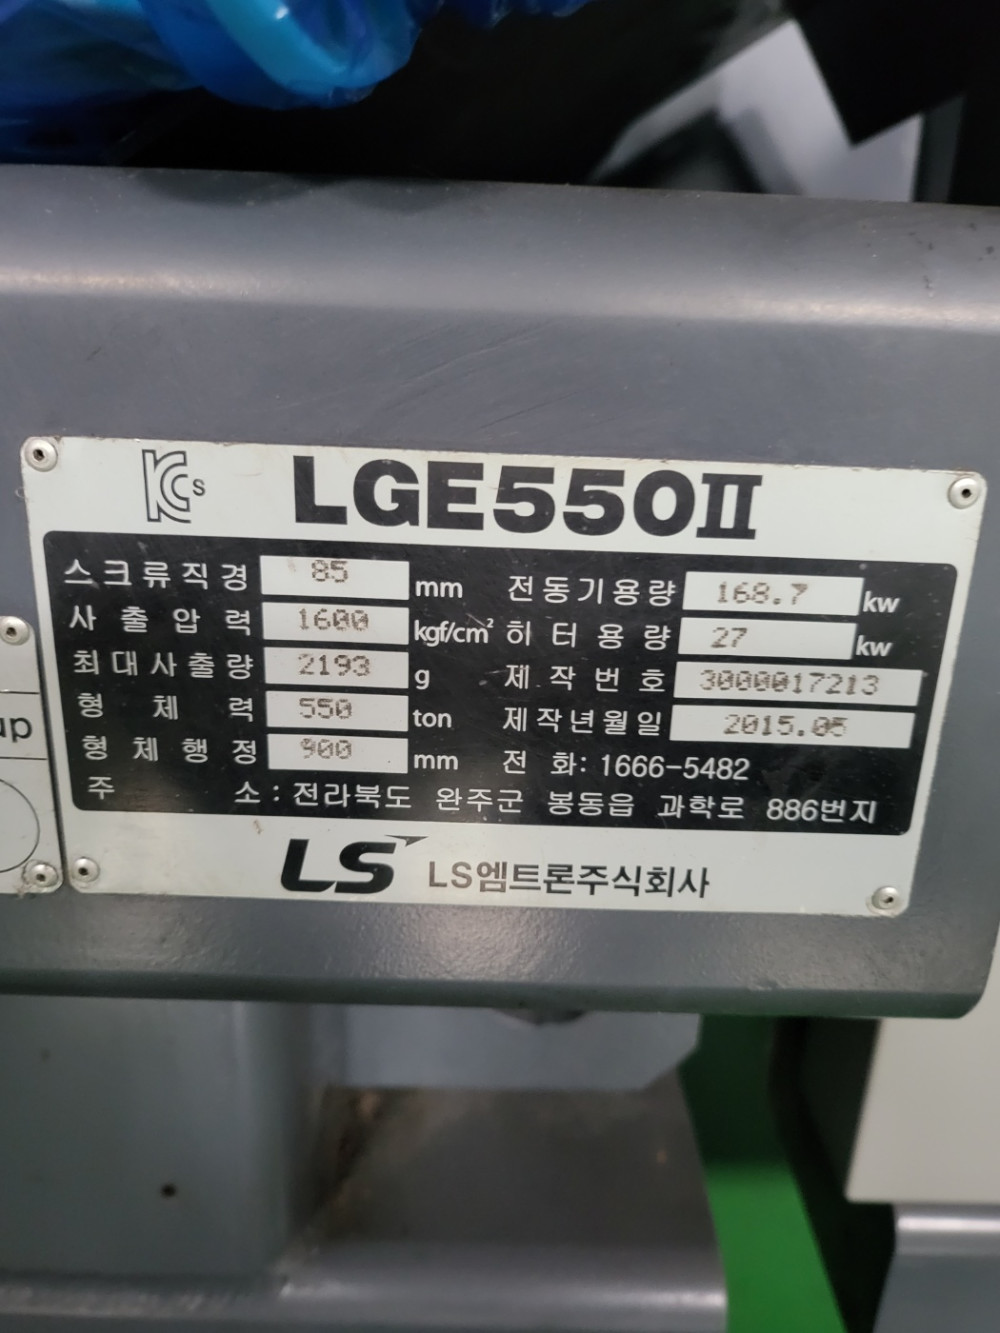 KCs LGE550II
스크류직경 85 mm 전동기용량 168.7 kw
사출압력 1600 kgf/cm² 히터용량 27 kw
최대사출량 2193 g 제작번호 3000017213
형체력 550 ton 제작년월일 2015.05
형체행정 900 mm 전화: 1666-5482
주소: 전라북도 완주군 봉동읍 과학로 886번지
LS LS엠트론주식회사
up